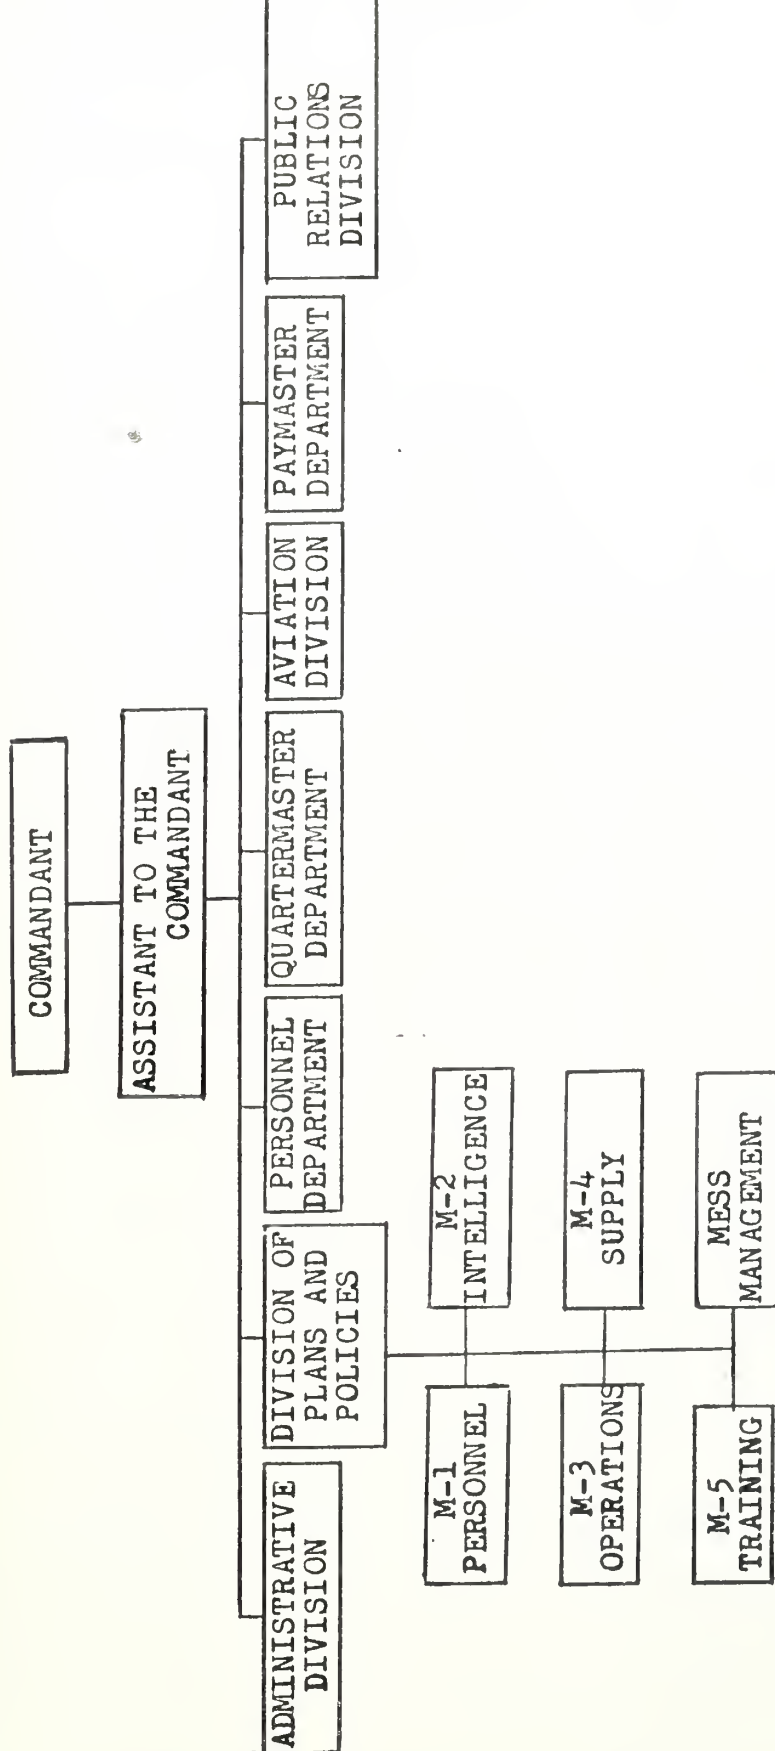 COMMANDANT
ASSISTANT TO THE
COMMANDANT
ADMINISTRATIVE
DIVISION
DIVISION OF
PLANS AND
POLICIES
PERSONNEL
DEPARTMENT
QUARTERMASTER
DEPARTMENT
AVIATION
DIVISION
PAYMASTER
DEPARTMENT
PUBLIC
RELATIONS
DIVISION
M-1
PERSONNEL
M-2
INTELLIGENCE
M-3
OPERATIONS
M-4
SUPPLY
M-5
TRAINING
MESS
MANAGEMENT